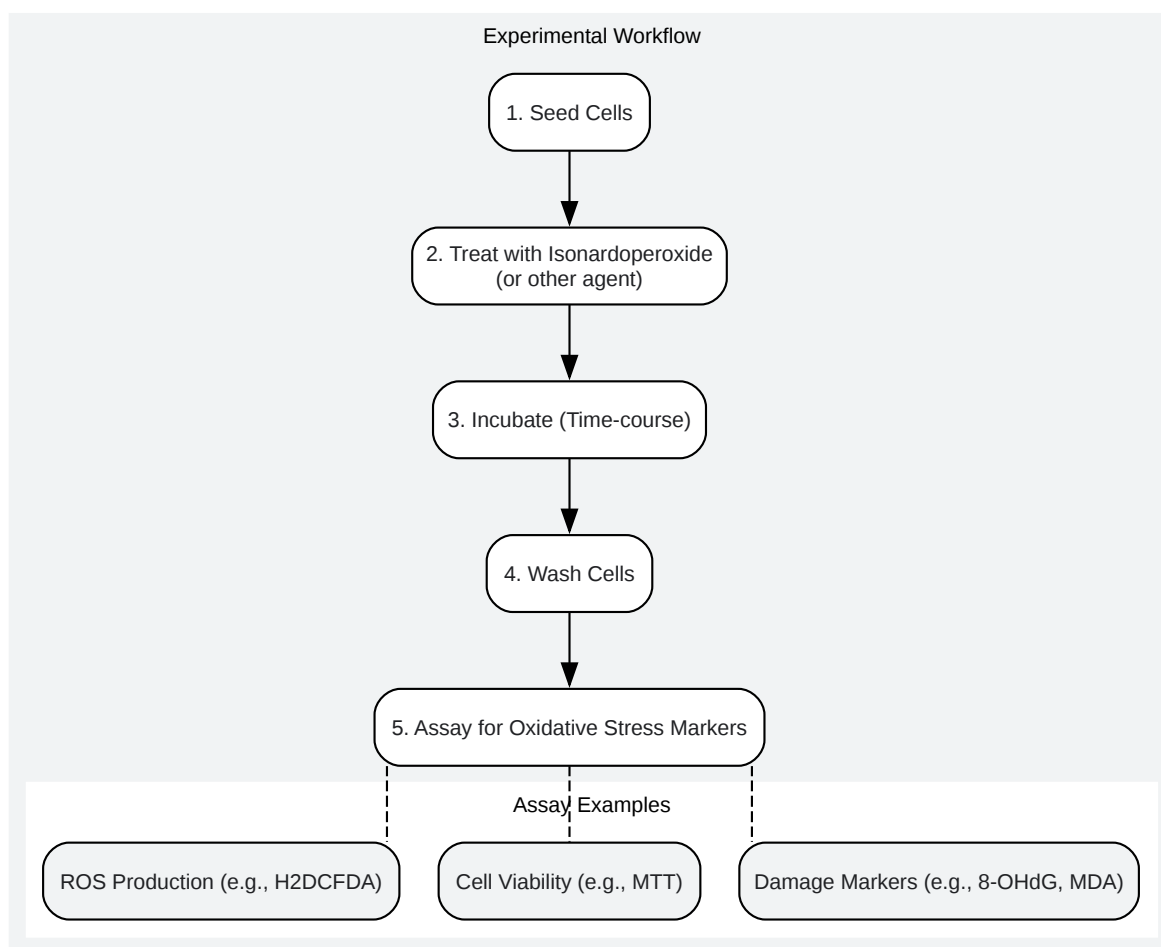 Experimental Workflow
1. Seed Cells
2. Treat with Isonardoperoxide
(or other agent)
3. Incubate (Time-course)
4. Wash Cells
5. Assay for Oxidative Stress Markers
Assay Examples
ROS Production (e.g., H2DCFDA)
Cell Viability (e.g., MTT)
Damage Markers (e.g., 8-OHdG, MDA)